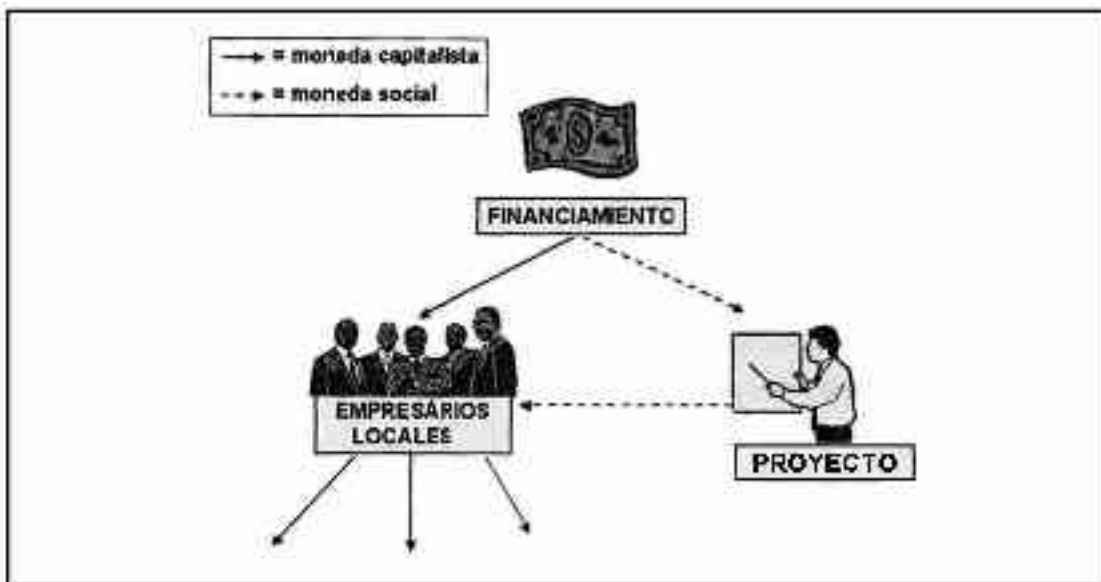 = moneda capitalista
= moneda social
FINANCIAMIENTO
EMPRESÁRIOS
LOCALES
PROYECTO